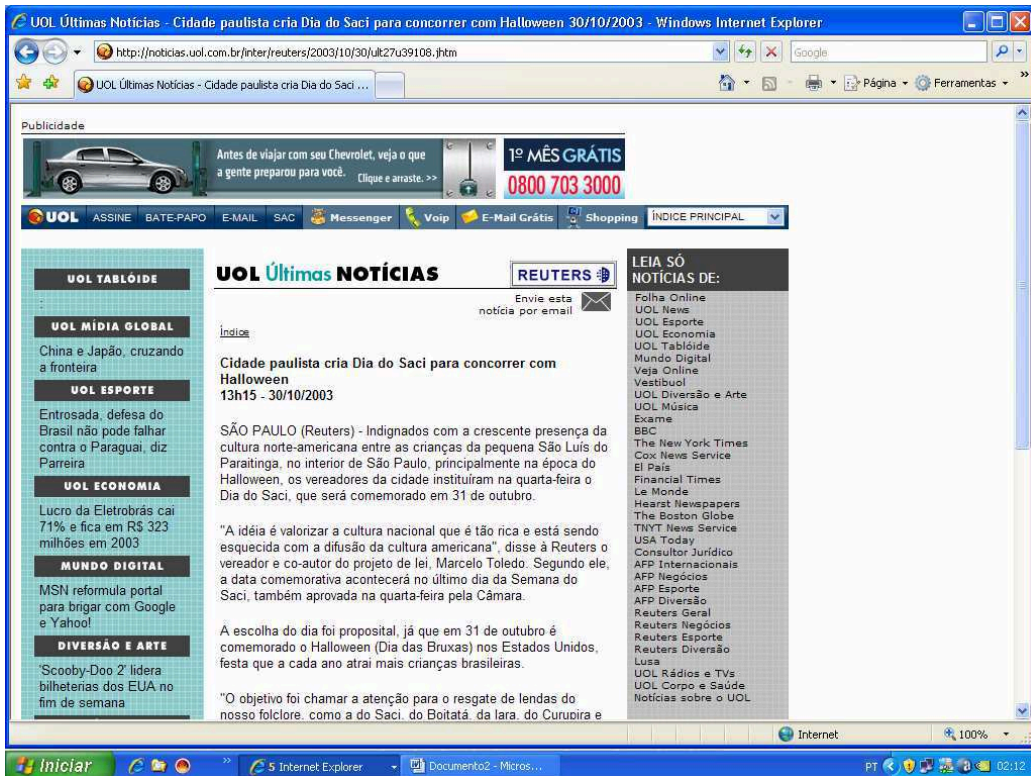 UOL Últimas Notícias - Cidade paulista cria Dia do Saci para concorrer com Halloween 30/10/2003 - Windows Internet Explorer
http://noticias.uol.com.br/inter/reuters/2003/10/30/ult27u39108.jhtm
Google
UOL Últimas Notícias - Cidade paulista cria Dia do Saci ...
Página
Ferramentas
Publicidade
Antes de viajar com seu Chevrolet, veja o que
a gente preparou para você.
Clique e arraste. >>
1º MÊS GRÁTIS
0800 703 3000
UOL ASSINE BATE-PAPO E-MAIL SAC Messenger Voip E-Mail Grátis Shopping ÍNDICE PRINCIPAL
UOL TABLÓIDE
:
UOL MÍDIA GLOBAL
China e Japão, cruzando
a fronteira
UOL ESPORTE
Entrosada, defesa do
Brasil não pode falhar
contra o Paraguai, diz
Parreira
UOL ECONOMIA
Lucro da Eletrobrás cai
71% e fica em R$ 323
milhões em 2003
MUNDO DIGITAL
MSN reformula portal
para brigar com Google
e Yahoo!
DIVERSÃO E ARTE
'Scooby-Doo 2' lidera
bilheterias dos EUA no
fim de semana
UOL Últimas NOTÍCIAS
REUTERS
Envie esta
notícia por email
Índice
Cidade paulista cria Dia do Saci para concorrer com
Halloween
13h15 - 30/10/2003
SÃO PAULO (Reuters) - Indignados com a crescente presença da
cultura norte-americana entre as crianças da pequena São Luís do
Paraitinga, no interior de São Paulo, principalmente na época do
Halloween, os vereadores da cidade instituíram na quarta-feira o
Dia do Saci, que será comemorado em 31 de outubro.
"A idéia é valorizar a cultura nacional que é tão rica e está sendo
esquecida com a difusão da cultura americana", disse à Reuters o
vereador e co-autor do projeto de lei, Marcelo Toledo. Segundo ele,
a data comemorativa acontecerá no último dia da Semana do
Saci, também aprovada na quarta-feira pela Câmara.
A escolha do dia foi proposital, já que em 31 de outubro é
comemorado o Halloween (Dia das Bruxas) nos Estados Unidos,
festa que a cada ano atrai mais crianças brasileiras.
"O objetivo foi chamar a atenção para o resgate de lendas do
nosso folclore, como a do Saci, do Boitatá, da Iara, do Curupira e
LEIA SÓ
NOTÍCIAS DE:
Folha Online
UOL News
UOL Esporte
UOL Economia
UOL Tablóide
Mundo Digital
Veja Online
Vestibuol
UOL Diversão e Arte
UOL Música
Exame
BBC
The New York Times
Cox News Service
El País
Financial Times
Le Monde
Hearst Newspapers
The Boston Globe
TNYT News Service
USA Today
Consultor Jurídico
AFP Internacionais
AFP Negócios
AFP Esporte
AFP Diversão
Reuters Geral
Reuters Negócios
Reuters Esporte
Reuters Diversão
Lusa
UOL Rádios e TVs
UOL Corpo e Saúde
Notícias sobre o UOL
Internet
100%
Iniciar
5 Internet Explorer
Documento2 - Micros...
PT
02:12